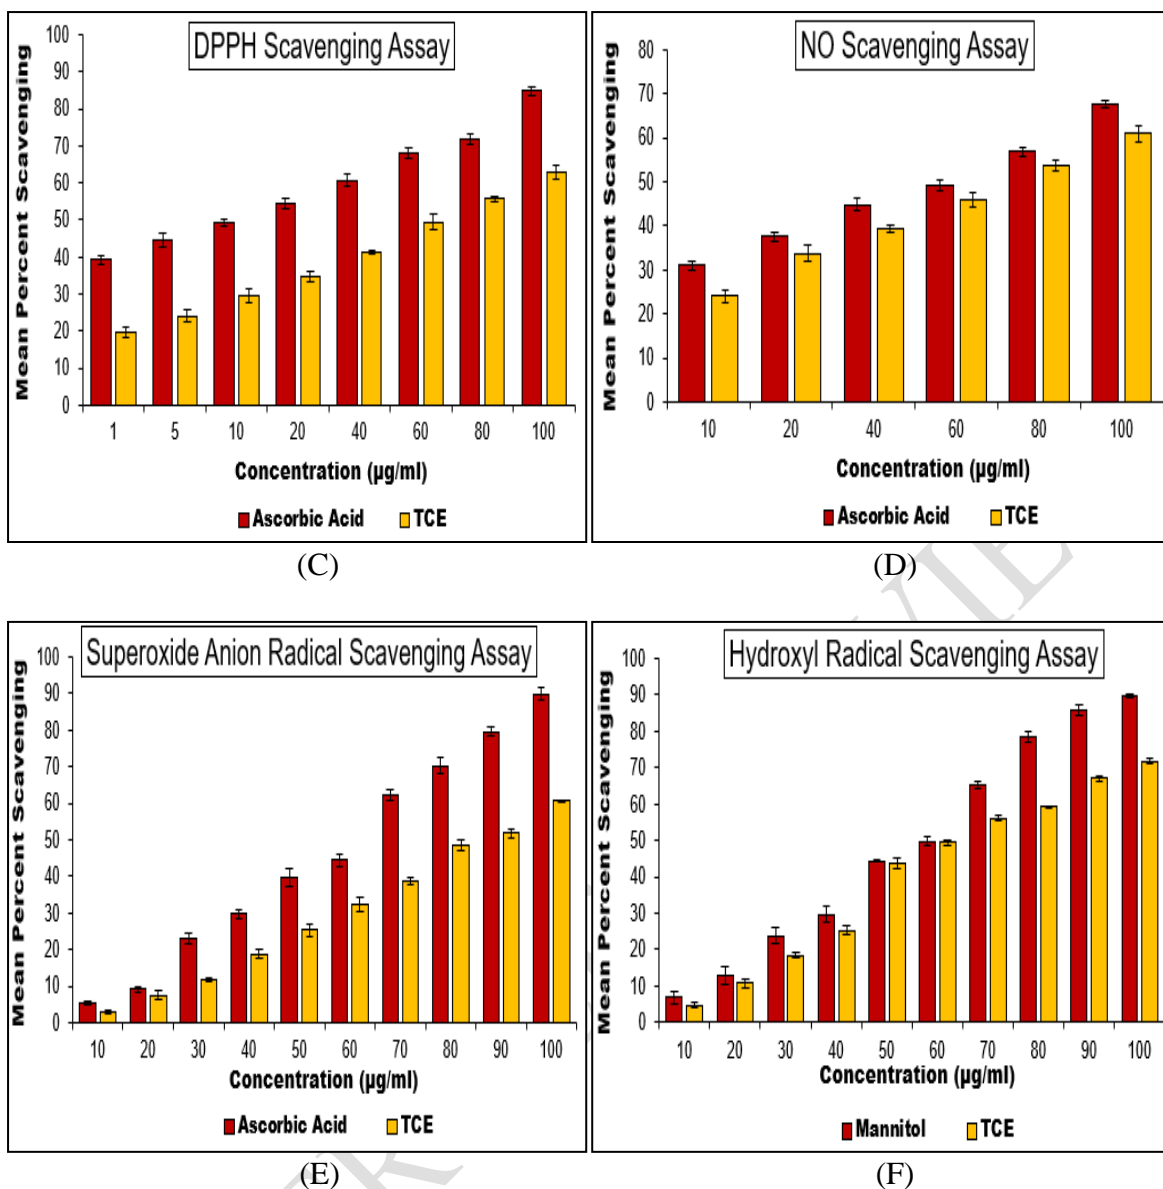 DPPH Scavenging Assay
Mean Percent Scavenging
100
90
80
70
60
50
40
30
20
10
0
1 5 10 20 40 60 80 100
Concentration (µg/ml)
Ascorbic Acid TCE
(C)
NO Scavenging Assay
Mean Percent Scavenging
80
70
60
50
40
30
20
10
0
10 20 40 60 80 100
Concentration (µg/ml)
Ascorbic Acid TCE
(D)
Superoxide Anion Radical Scavenging Assay
Mean Percent Scavenging
100
90
80
70
60
50
40
30
20
10
0
10 20 30 40 50 60 70 80 90 100
Concentration (µg/ml)
Ascorbic Acid TCE
(E)
Hydroxyl Radical Scavenging Assay
Mean Percent Scavenging
100
90
80
70
60
50
40
30
20
10
0
10 20 30 40 50 60 70 80 90 100
Concentration (µg/ml)
Mannitol TCE
(F)